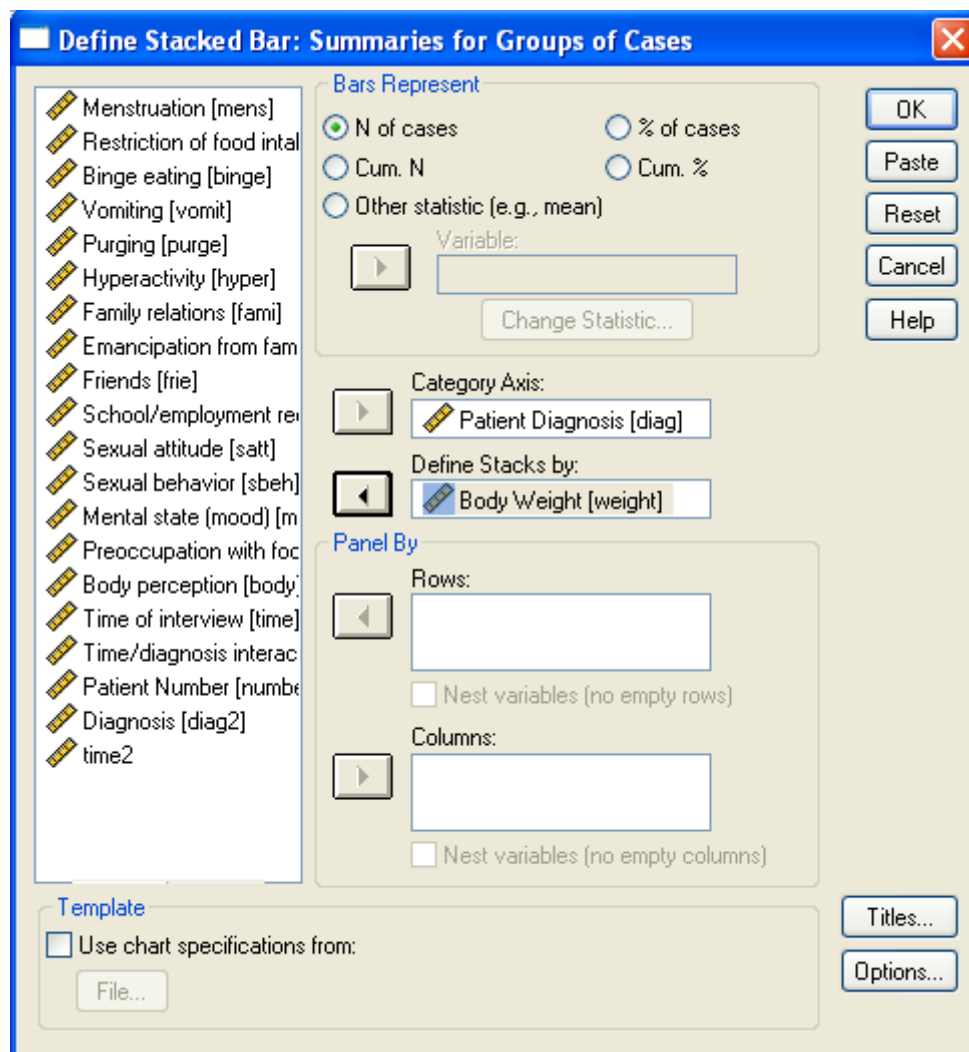 Define Stacked Bar: Summaries for Groups of Cases
Menstruation [mens]
Restriction of food intal
Binge eating [binge]
Vomiting [vomit]
Purging [purge]
Hyperactivity [hyper]
Family relations [fami]
Emancipation from fam
Friends [frie]
School/employment re
Sexual attitude [satt]
Sexual behavior [sbeh]
Mental state (mood) [m
Preoccupation with foo
Body perception [body]
Time of interview [time]
Time/diagnosis interac
Patient Number [numbe
Diagnosis [diag2]
time2
Bars Represent
N of cases
% of cases
Cum. N
Cum. %
Other statistic (e.g., mean)
Variable:
Change Statistic...
Category Axis:
Patient Diagnosis [diag]
Define Stacks by:
Body Weight [weight]
Panel By
Rows:
Nest variables (no empty rows)
Columns:
Nest variables (no empty columns)
OK
Paste
Reset
Cancel
Help
Template
Use chart specifications from:
File...
Titles...
Options...